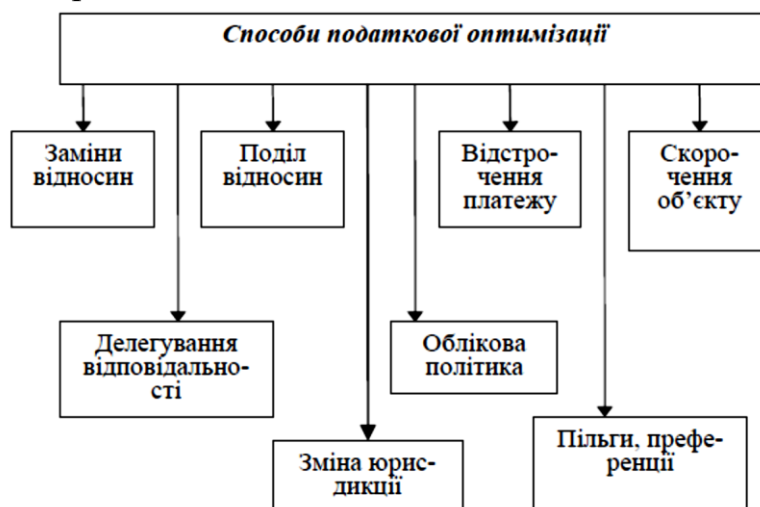 Способи податкової оптимізації
Заміни
відносин
Поділ
відносин
Відстро-
чення
платежу
Скоро-
чення
об’єкту
Делегування
відповідально-
сті
Облікова
політика
Зміна юрис-
дикції
Пільги, префе-
ренції